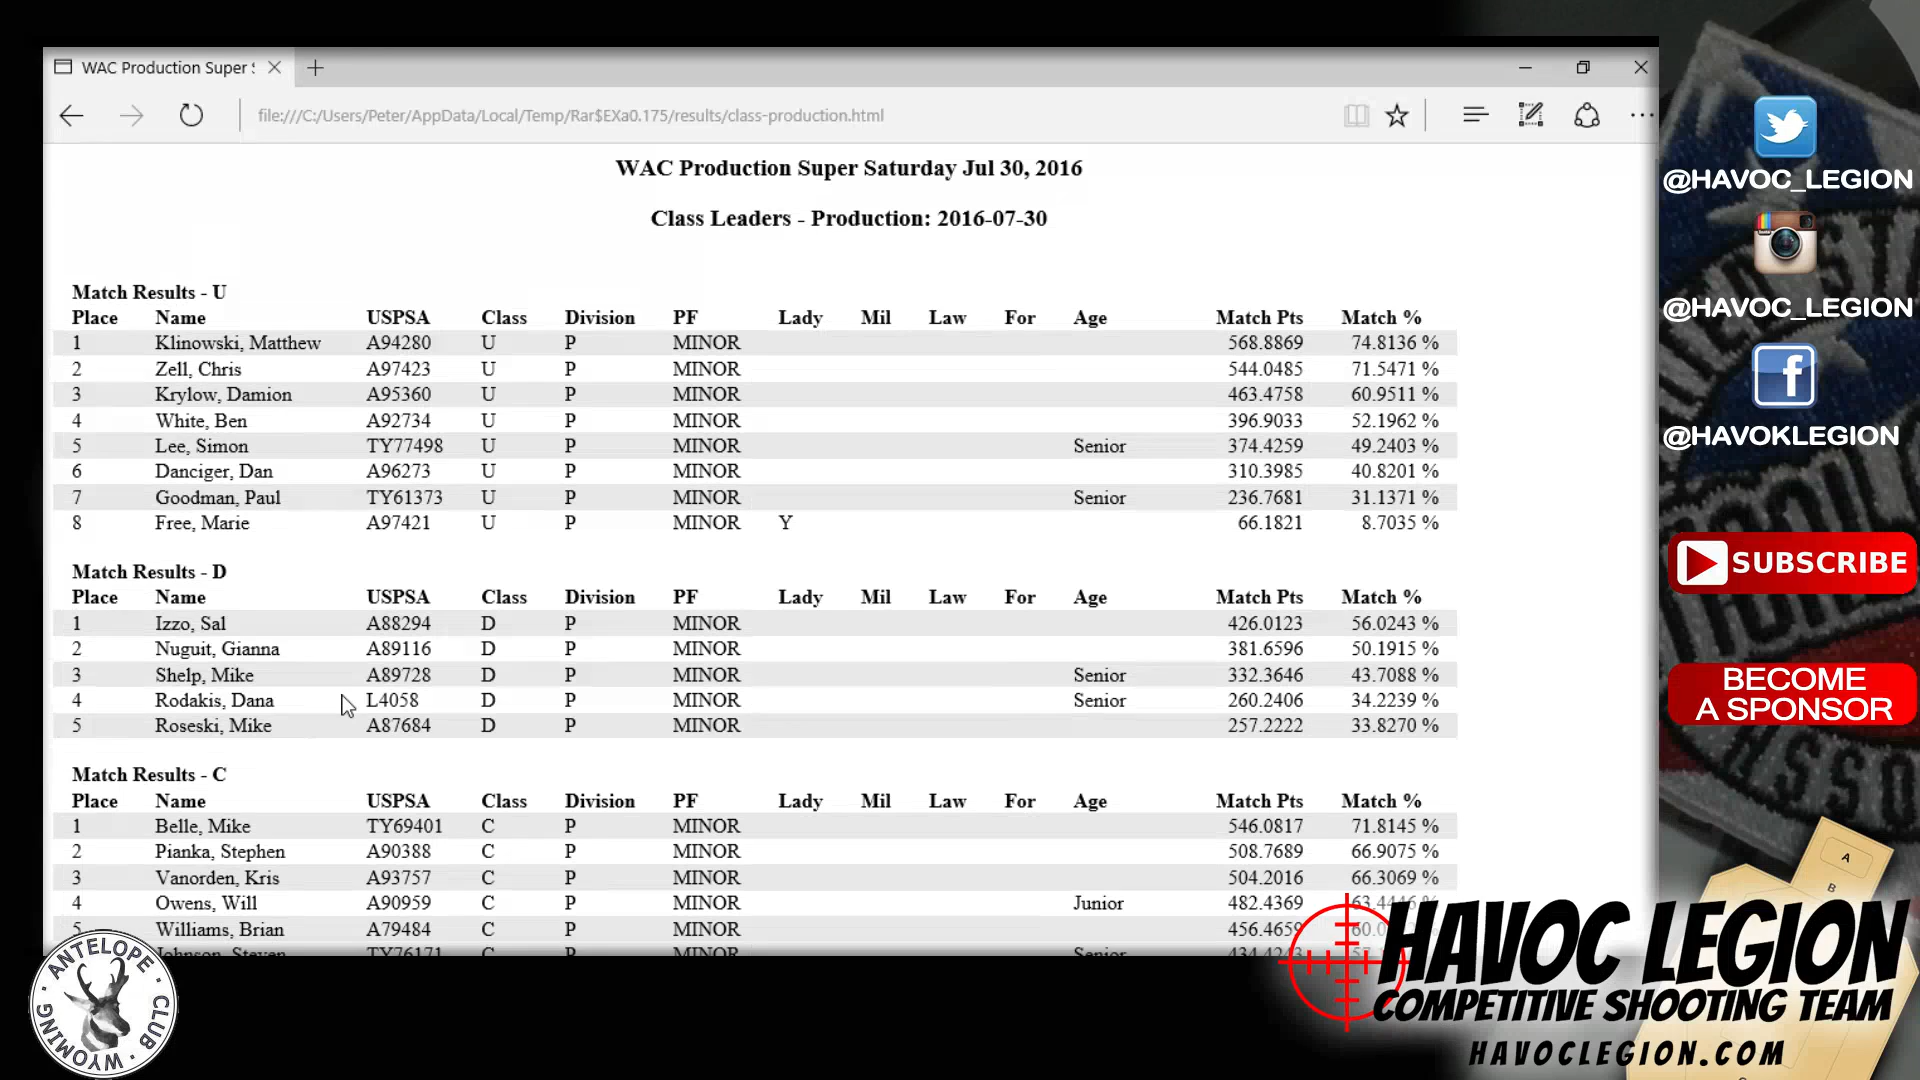 WAC Production Super S
file:///C:/Users/Peter/AppData/Local/Temp/Rar$EXa0.175/results/class-production.html
WAC Production Super Saturday Jul 30, 2016
Class Leaders - Production: 2016-07-30
Match Results - U
Place Name USPSA Class Division PF Lady Mil Law For Age Match Pts Match %
1 Klinowski, Matthew A94280 U P MINOR 568.8869 74.8136 %
2 Zell, Chris A97423 U P MINOR 544.0485 71.5471 %
3 Krylow, Damion A95360 U P MINOR 463.4758 60.9511 %
4 White, Ben A92734 U P MINOR 396.9033 52.1962 %
5 Lee, Simon TY77498 U P MINOR Senior 374.4259 49.2403 %
6 Danciger, Dan A96273 U P MINOR 310.3985 40.8201 %
7 Goodman, Paul TY61373 U P MINOR Senior 236.7681 31.1371 %
8 Free, Marie A97421 U P MINOR Y 66.1821 8.7035 %
Match Results - D
Place Name USPSA Class Division PF Lady Mil Law For Age Match Pts Match %
1 Izzo, Sal A88294 D P MINOR 426.0123 56.0243 %
2 Nuguit, Gianna A89116 D P MINOR 381.6596 50.1915 %
3 Shelp, Mike A89728 D P MINOR Senior 332.3646 43.7088 %
4 Rodakis, Dana L4058 D P MINOR Senior 260.2406 34.2239 %
5 Roseski, Mike A87684 D P MINOR 257.2222 33.8270 %
Match Results - C
Place Name USPSA Class Division PF Lady Mil Law For Age Match Pts Match %
1 Belle, Mike TY69401 C P MINOR 546.0817 71.8145 %
2 Pianka, Stephen A90388 C P MINOR 508.7689 66.9075 %
3 Vanorden, Kris A93757 C P MINOR 504.2016 66.3069 %
4 Owens, Will A90959 C P MINOR Junior 482.4369
5 Williams, Brian A79484 C P MINOR 456.4659
Johnson, Steven TY76171 C P MINOR Senior
@HAVOC_LEGION
@HAVOC_LEGION
@HAVOKLEGION
SUBSCRIBE
BECOME
A SPONSOR
A
B
HAVOC LEGION
COMPETITIVE SHOOTING TEAM
HAVOCLEGION.COM
WYOMING · ANTELOPE · CLUB